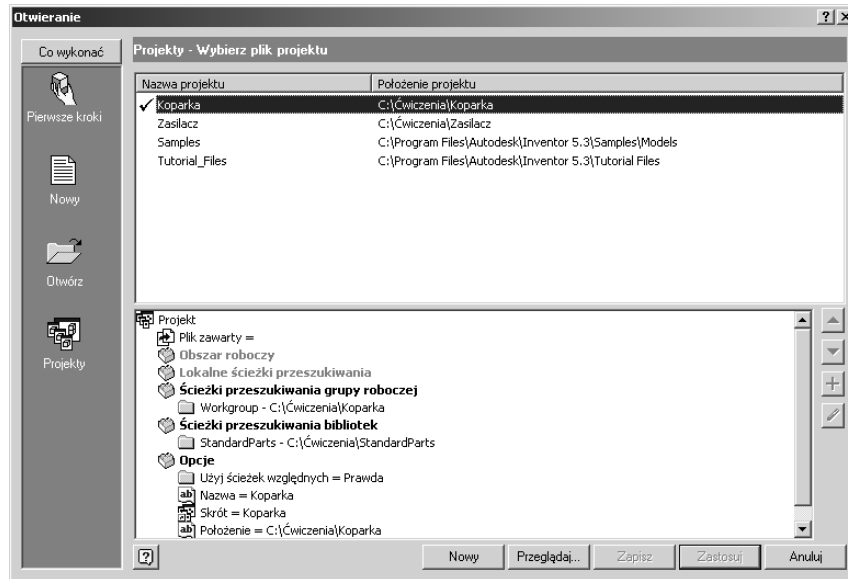 Otwieranie
Co wykonać
Pierwsze kroki
Nowy
Otwórz
Projekty
Projekty - Wybierz plik projektu
Nazwa projektu Położenie projektu
Koparka C:\Ćwiczenia\Koparka
Zasilacz C:\Ćwiczenia\Zasilacz
Samples C:\Program Files\Autodesk\Inventor 5.3\Samples\Models
Tutorial_Files C:\Program Files\Autodesk\Inventor 5.3\Tutorial Files
Projekt
Plik zawarty =
Obszar roboczy
Lokalne ścieżki przeszukiwania
Ścieżki przeszukiwania grupy roboczej
Workgroup - C:\Ćwiczenia\Koparka
Ścieżki przeszukiwania bibliotek
StandardParts - C:\Ćwiczenia\StandardParts
Opcje
Użyj ścieżek względnych = Prawda
Nazwa = Koparka
Skrót = Koparka
Położenie = C:\Ćwiczenia\Koparka
Nowy Przeglądaj... Zapisz Zastosuj Anuluj